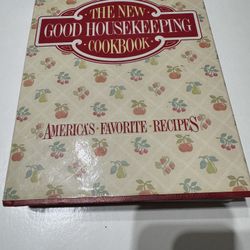 THE NEW
GOOD HOUSEKEEPING
COOKBOOK
AMERICA'S • FAVORITE • RECIPES